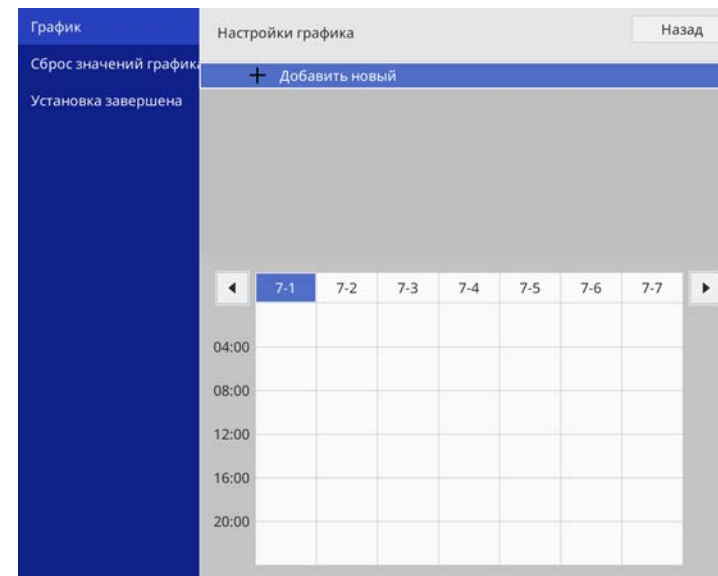 График
Сброс значений график
Установка завершена
Настройки графика
Назад
+ Добавить новый
7-1 7-2 7-3 7-4 7-5 7-6 7-7
04:00
08:00
12:00
16:00
20:00